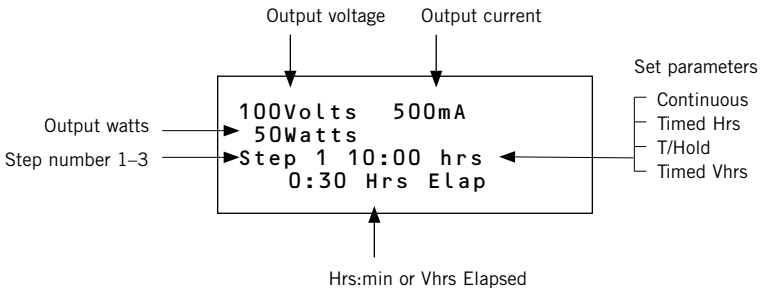 Output voltage
Output current
Set parameters
Continuous
Timed Hrs
T/Hold
Timed Vhrs
Output watts
Step number 1–3
100Volts 500mA
50Watts
Step 1 10:00 hrs
0:30 Hrs Elap
Hrs:min or Vhrs Elapsed